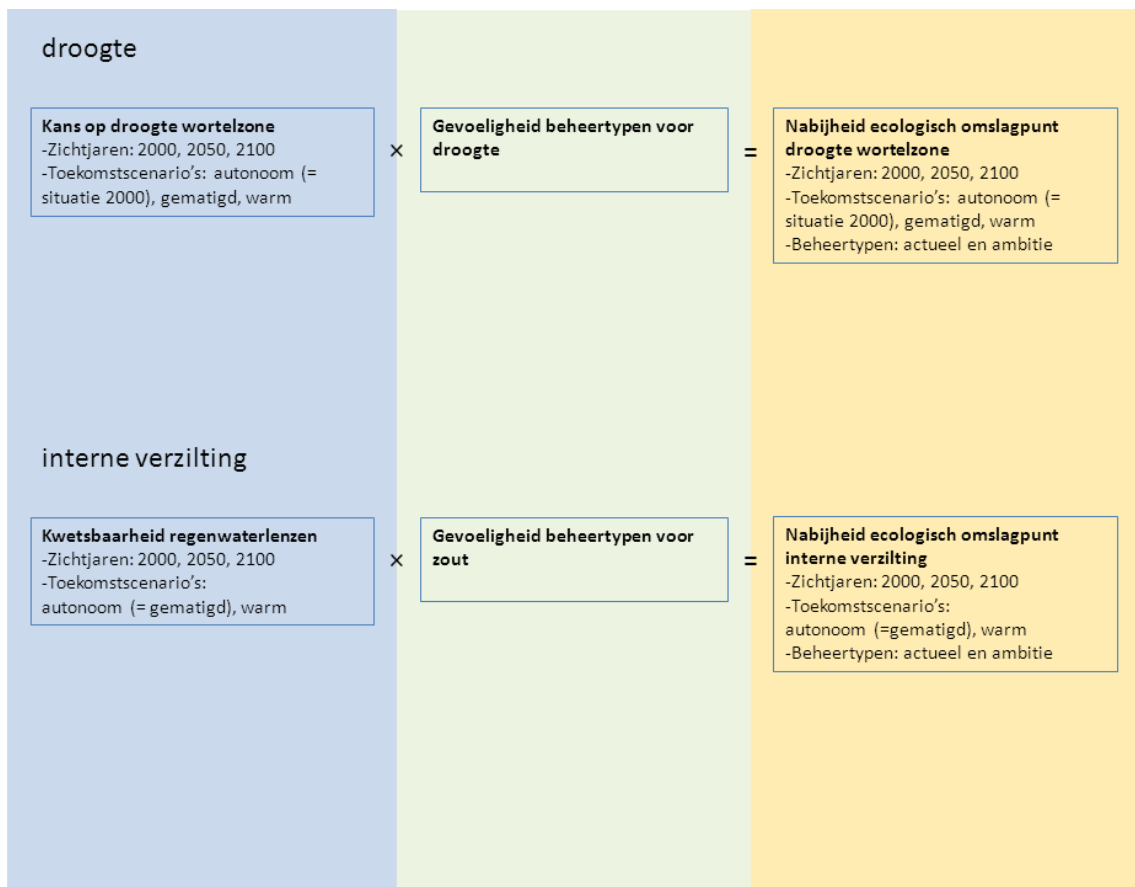 droogte
Kans op droogte wortelzone
-Zichtjaren: 2000, 2050, 2100
-Toekomstscenario’s: autonoom (=
situatie 2000), gematigd, warm
×
Gevoeligheid beheertypen voor
droogte
=
Nabijheid ecologisch omslagpunt
droogte wortelzone
-Zichtjaren: 2000, 2050, 2100
-Toekomstscenario’s: autonoom (=
situatie 2000), gematigd, warm
-Beheertypen: actueel en ambitie
interne verzilting
Kwetsbaarheid regenwaterlenzen
-Zichtjaren: 2000, 2050, 2100
-Toekomstscenario’s:
autonoom (= gematigd), warm
×
Gevoeligheid beheertypen voor
zout
=
Nabijheid ecologisch omslagpunt
interne verzilting
-Zichtjaren: 2000, 2050, 2100
-Toekomstscenario’s:
autonoom (=gematigd), warm
-Beheertypen: actueel en ambitie